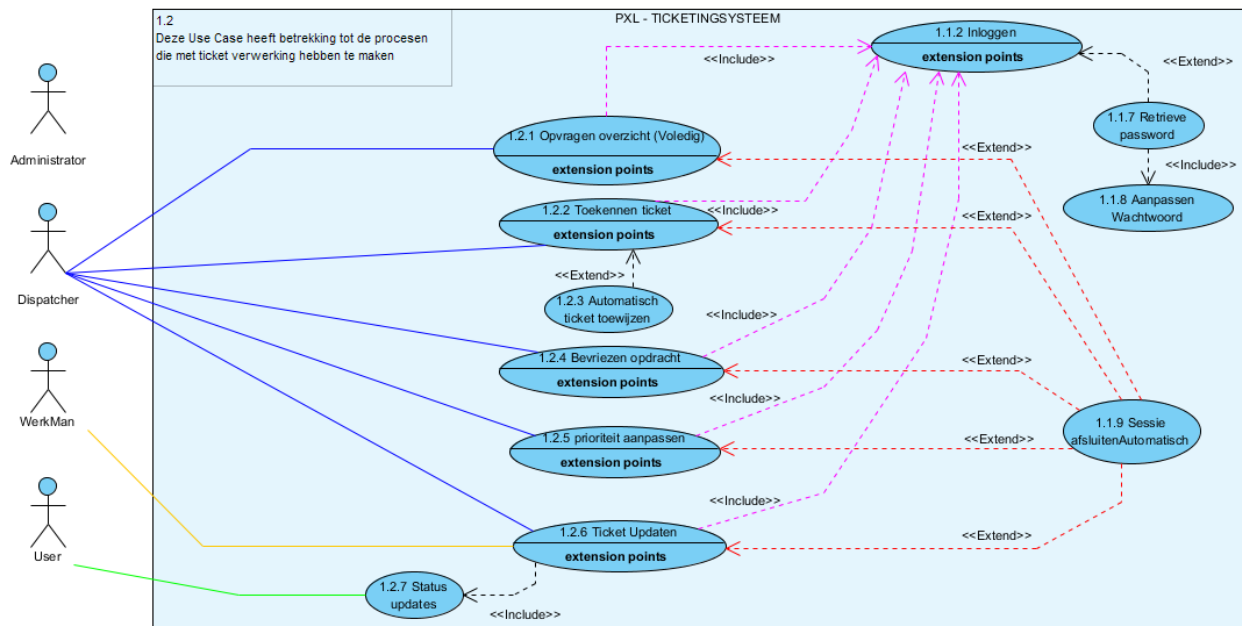 PXL - TICKETINGSYSTEEM
1.2
Deze Use Case heeft betrekking tot de procesen
die met ticket verwerking hebben te maken
1.1.2 Inloggen
extension points
<<Include>>
<<Extend>>
1.1.7 Retrieve
password
<<Include>>
1.1.8 Aanpassen
Wachtwoord
Administrator
1.2.1 Opvragen overzicht (Voledig)
extension points
<<Extend>>
1.2.2 Toekennen ticket
extension points
<<Include>>
<<Extend>>
<<Extend>>
1.2.3 Automatisch
ticket toewijzen
Dispatcher
1.2.4 Bevriezen opdracht
extension points
<<Include>>
<<Extend>>
WerkMan
1.2.5 prioriteit aanpassen
extension points
<<Include>>
<<Extend>>
1.1.9 Sessie
afsluitenAutomatisch
User
1.2.6 Ticket Updaten
extension points
<<Include>>
<<Extend>>
1.2.7 Status
updates
<<Include>>